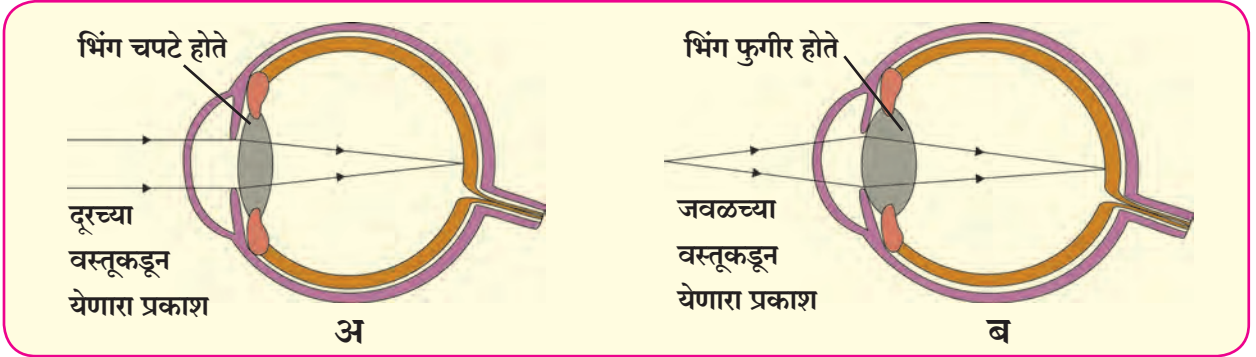 भिंग चपटे होते
दूरच्या
वस्तूकडून
येणारा प्रकाश
अ
भिंग फुगीर होते
जवळच्या
वस्तूकडून
येणारा प्रकाश
ब